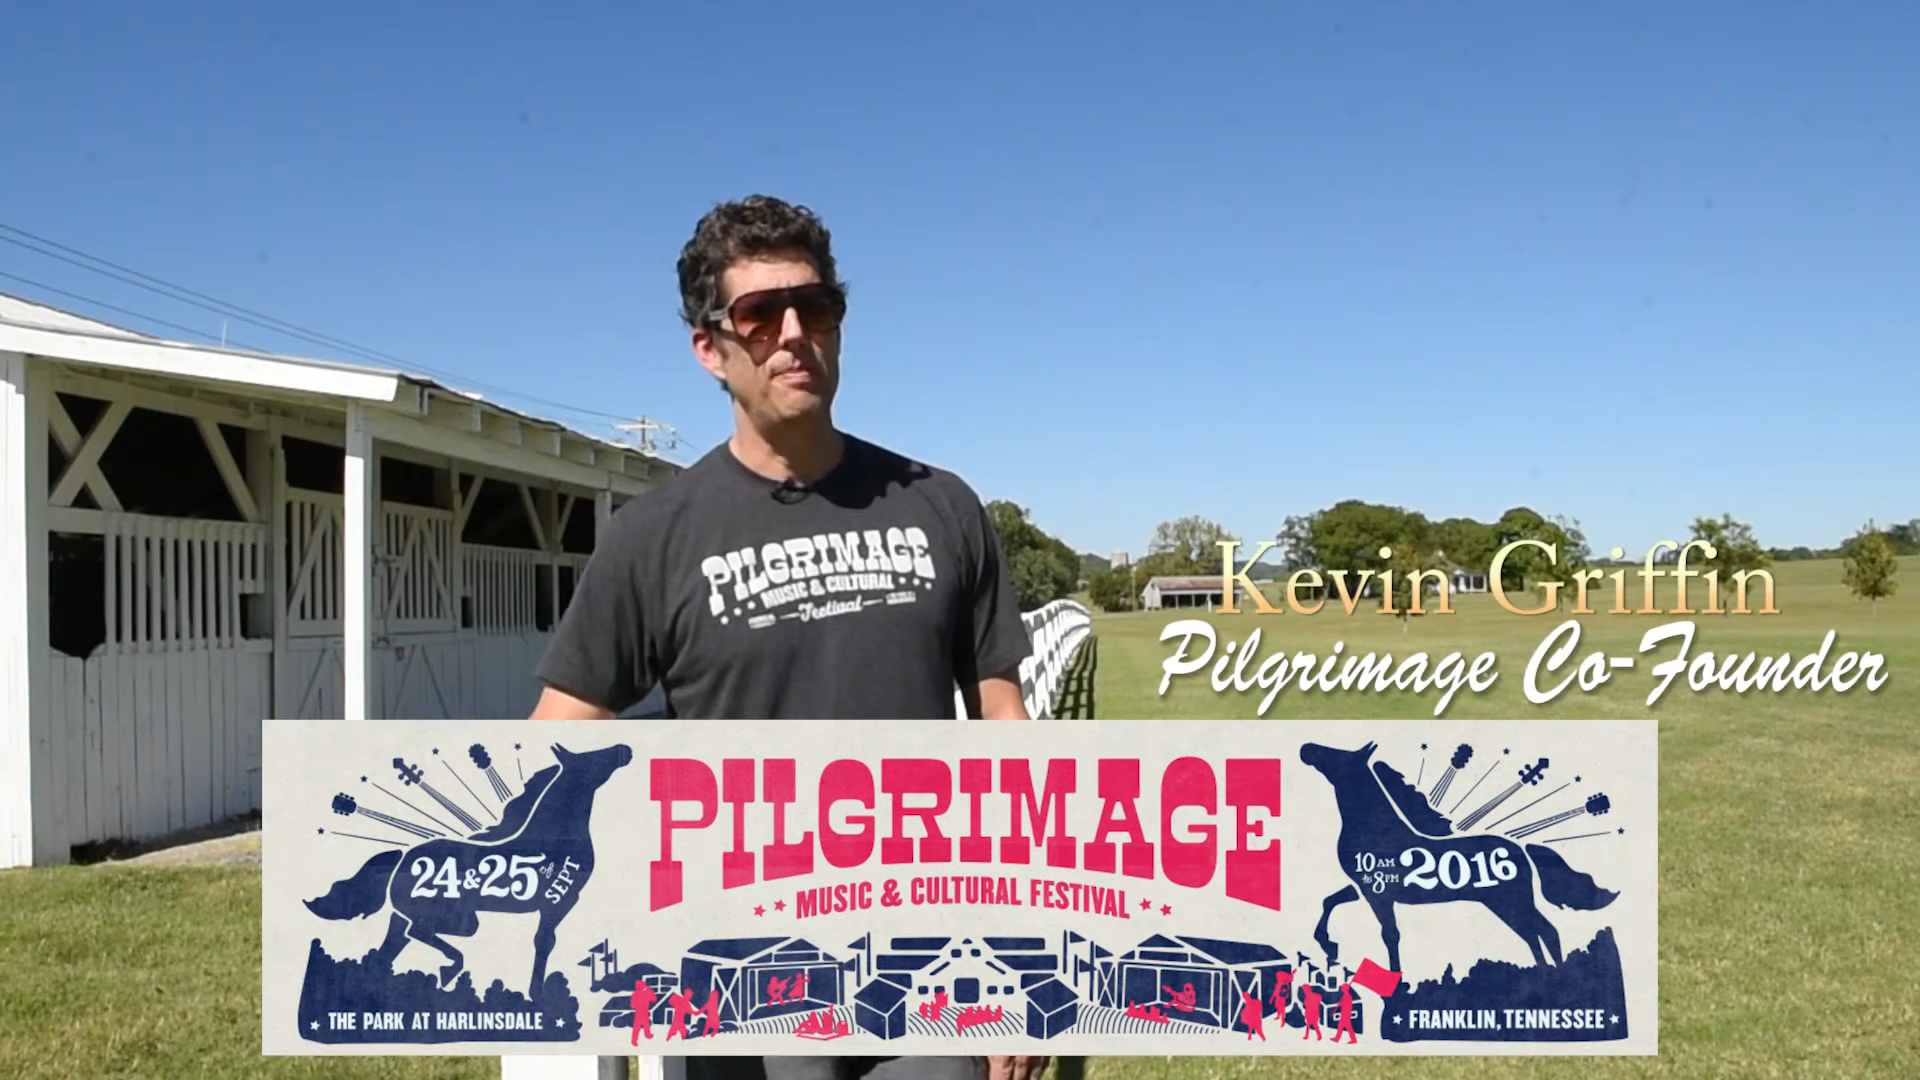 PILGRIMAGE
MUSIC & CULTURAL
Festival
Kevin Griffin
Pilgrimage Co-Founder
24 & 25 of SEPT
PILGRIMAGE
MUSIC & CULTURAL FESTIVAL
10 AM to 8 PM 2016
THE PARK AT HARLINSDALE
FRANKLIN, TENNESSEE